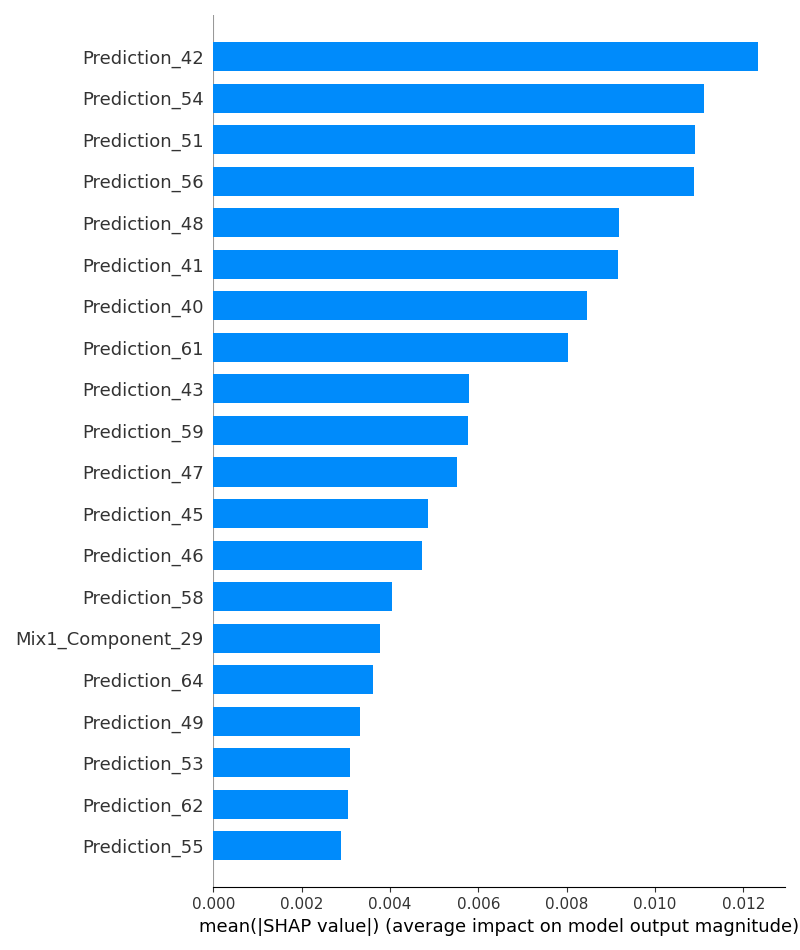 Prediction_42
Prediction_54
Prediction_51
Prediction_56
Prediction_48
Prediction_41
Prediction_40
Prediction_61
Prediction_43
Prediction_59
Prediction_47
Prediction_45
Prediction_46
Prediction_58
Mix1_Component_29
Prediction_64
Prediction_49
Prediction_53
Prediction_62
Prediction_55
0.000 0.002 0.004 0.006 0.008 0.010 0.012
mean(|SHAP value|) (average impact on model output magnitude)